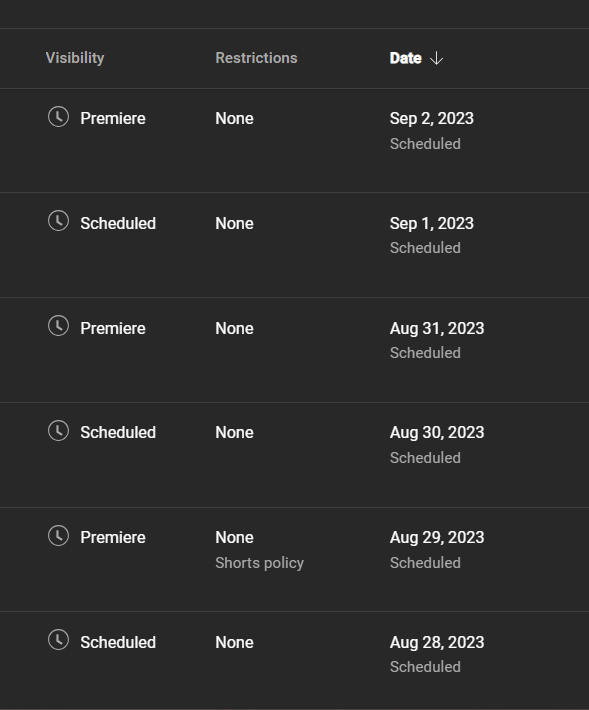 Visibility Restrictions Date
Premiere None Sep 2, 2023
Scheduled
Scheduled None Sep 1, 2023
Scheduled
Premiere None Aug 31, 2023
Scheduled
Scheduled None Aug 30, 2023
Scheduled
Premiere None Aug 29, 2023
Shorts policy Scheduled
Scheduled None Aug 28, 2023
Scheduled